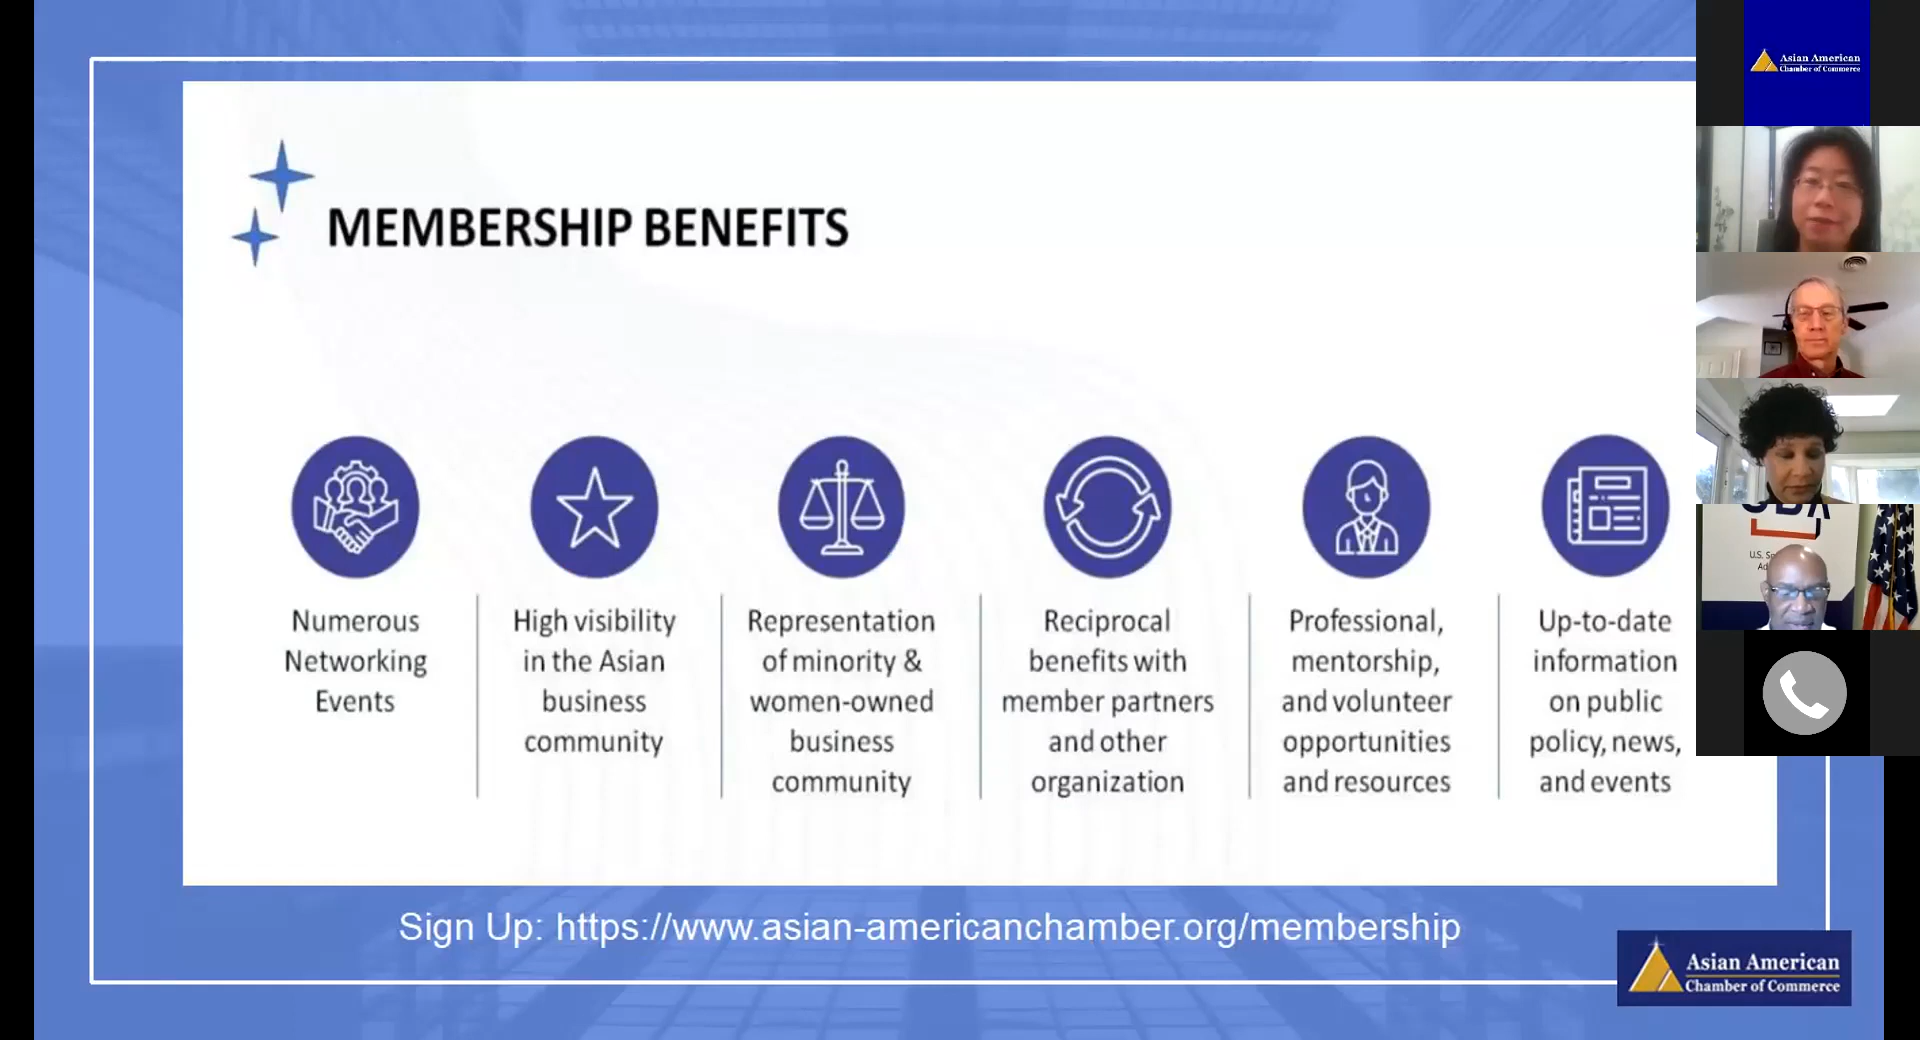 MEMBERSHIP BENEFITS
Numerous
Networking
Events
High visibility
in the Asian
business
community
Representation
of minority &
women-owned
business
community
Reciprocal
benefits with
member partners
and other
organization
Professional,
mentorship,
and volunteer
opportunities
and resources
Up-to-date
information
on public
policy, news,
and events
Sign Up: https://www.asian-americanchamber.org/membership
Asian American
Chamber of Commerce
Asian American
Chamber of Commerce
U.S.